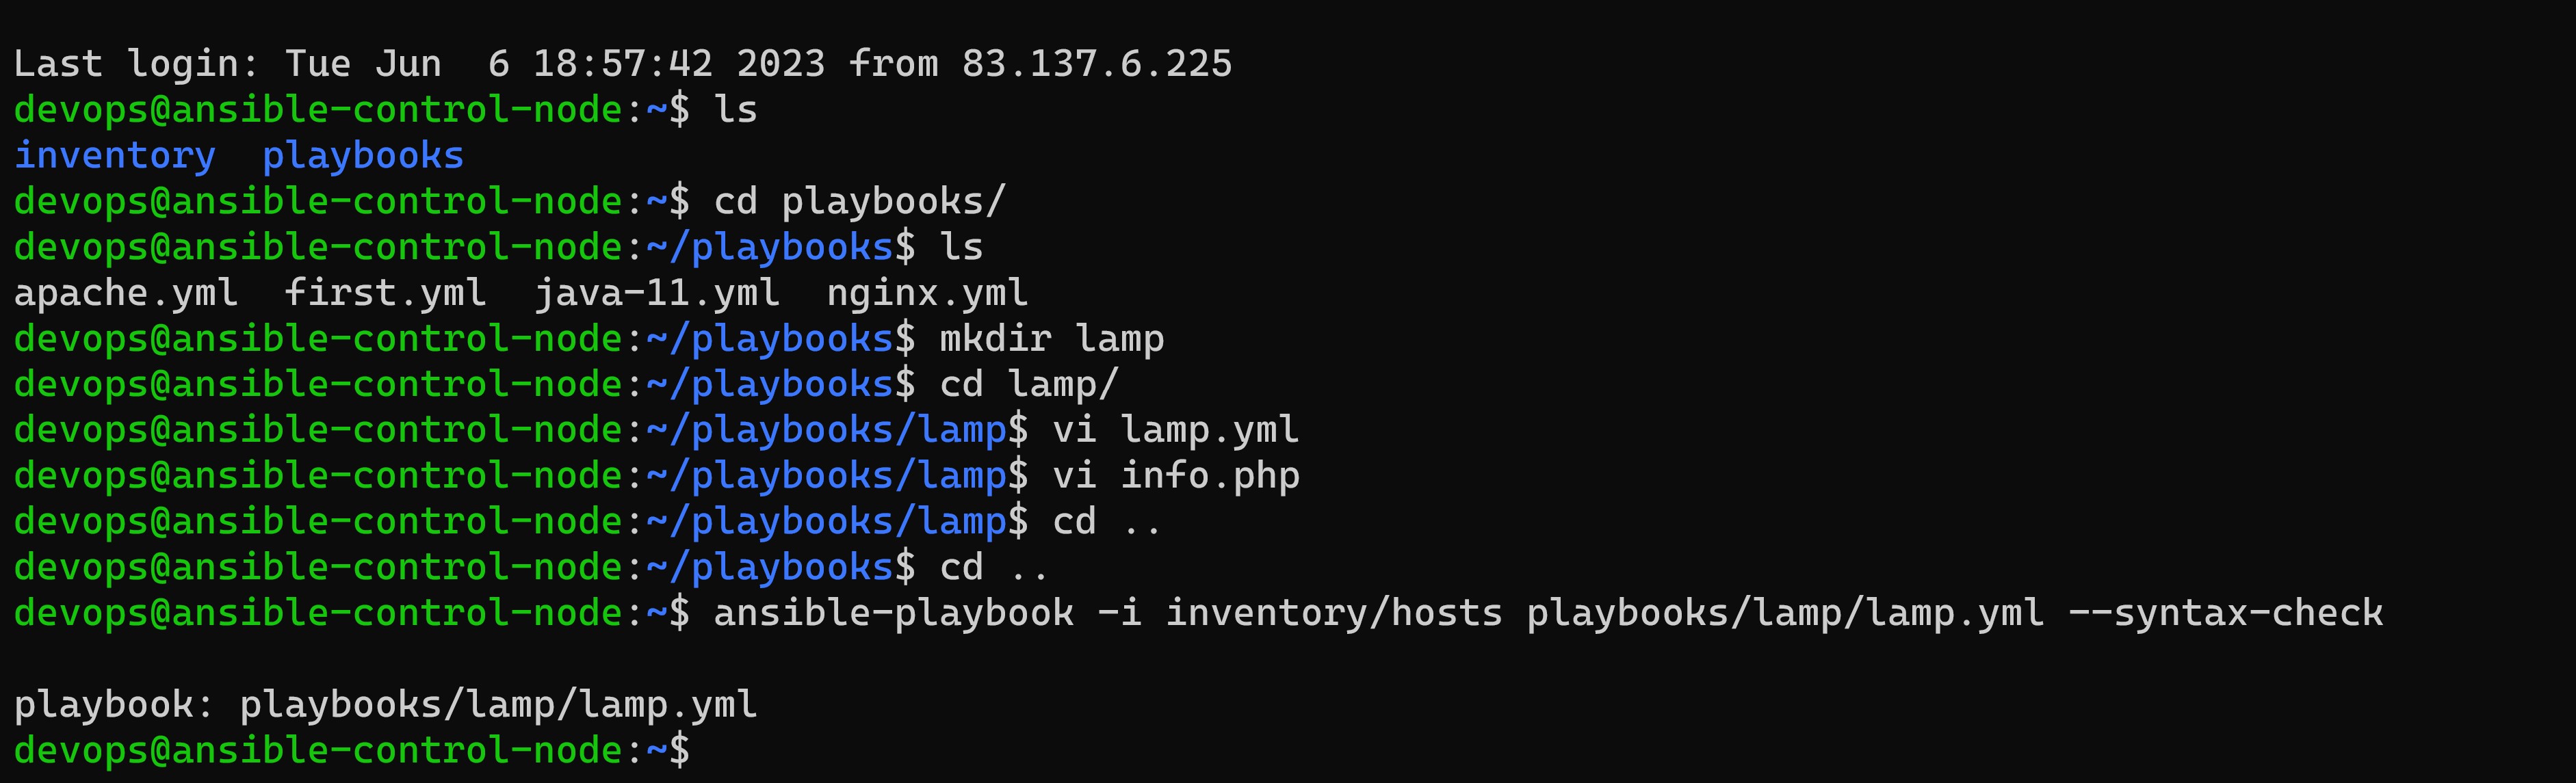 Last login: Tue Jun  6 18:57:42 2023 from 83.137.6.225
devops@ansible-control-node:~$ ls
inventory  playbooks
devops@ansible-control-node:~$ cd playbooks/
devops@ansible-control-node:~/playbooks$ ls
apache.yml  first.yml  java-11.yml  nginx.yml
devops@ansible-control-node:~/playbooks$ mkdir lamp
devops@ansible-control-node:~/playbooks$ cd lamp/
devops@ansible-control-node:~/playbooks/lamp$ vi lamp.yml
devops@ansible-control-node:~/playbooks/lamp$ vi info.php
devops@ansible-control-node:~/playbooks/lamp$ cd ..
devops@ansible-control-node:~/playbooks$ cd ..
devops@ansible-control-node:~$ ansible-playbook -i inventory/hosts playbooks/lamp/lamp.yml --syntax-check
playbook: playbooks/lamp/lamp.yml
devops@ansible-control-node:~$